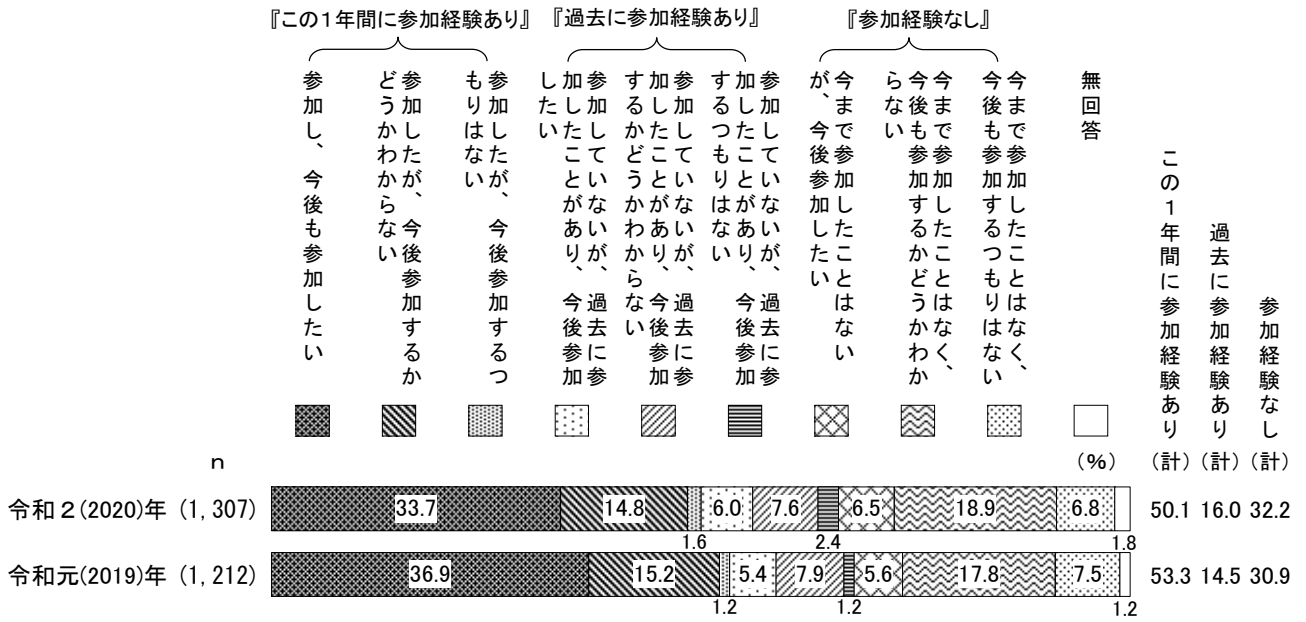 『この1年間に参加経験あり』
『過去に参加経験あり』
『参加経験なし』
参加し、今後も参加したい
参加したが、今後参加するか
どうかわからない
参加したが、今後参加するつ
もりはない
参加していないが、過去に参
加したことがあり、今後参加
したい
参加していないが、過去に参
加したことがあり、今後参加
するかどうかわからない
参加していないが、過去に参
加したことがあり、今後参加
するつもりはない
今まで参加したことはない
が、今後参加したい
今まで参加したことはなく、
今後も参加するかどうかわか
らない
今まで参加したことはなく、
今後も参加するつもりはない
無回答
この1年間に参加経験あり(計)
過去に参加経験あり(計)
参加経験なし(計)
n
(%)
令和2(2020)年 (1,307) 33.7 14.8 1.6 6.0 7.6 2.4 6.5 18.9 6.8 1.8 50.1 16.0 32.2
令和元(2019)年 (1,212) 36.9 15.2 1.2 5.4 7.9 1.2 5.6 17.8 7.5 1.2 53.3 14.5 30.9